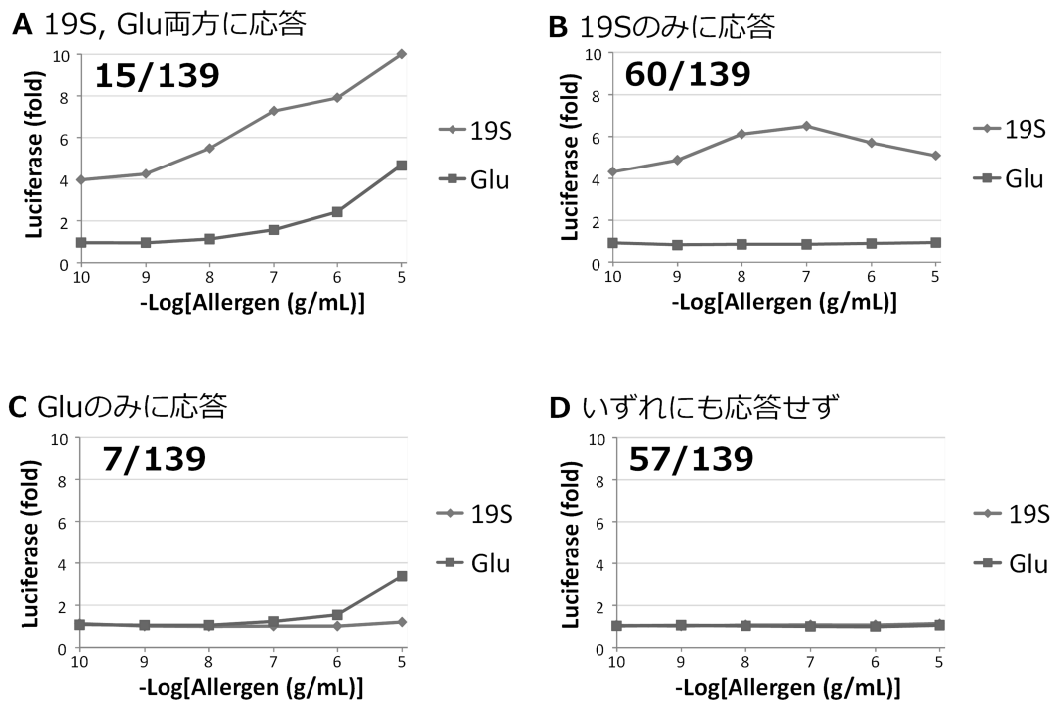 A 19S, Glu両方に応答
15/139
10
8
6
4
2
0
Luciferase (fold)
10 9 8 7 6 5
-Log[Allergen (g/mL)]
19S
Glu
B 19Sのみに応答
60/139
10
8
6
4
2
0
Luciferase (fold)
10 9 8 7 6 5
-Log[Allergen (g/mL)]
19S
Glu
C Gluのみに応答
7/139
10
8
6
4
2
0
Luciferase (fold)
10 9 8 7 6 5
-Log[Allergen (g/mL)]
19S
Glu
D いずれにも応答せず
57/139
10
8
6
4
2
0
Luciferase (fold)
10 9 8 7 6 5
-Log[Allergen (g/mL)]
19S
Glu